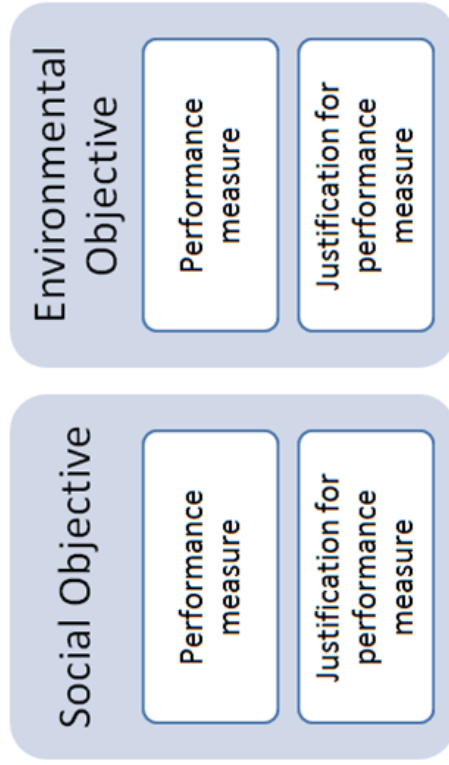 Social Objective
Performance
measure
Justification for
performance
measure
Environmental
Objective
Performance
measure
Justification for
performance
measure